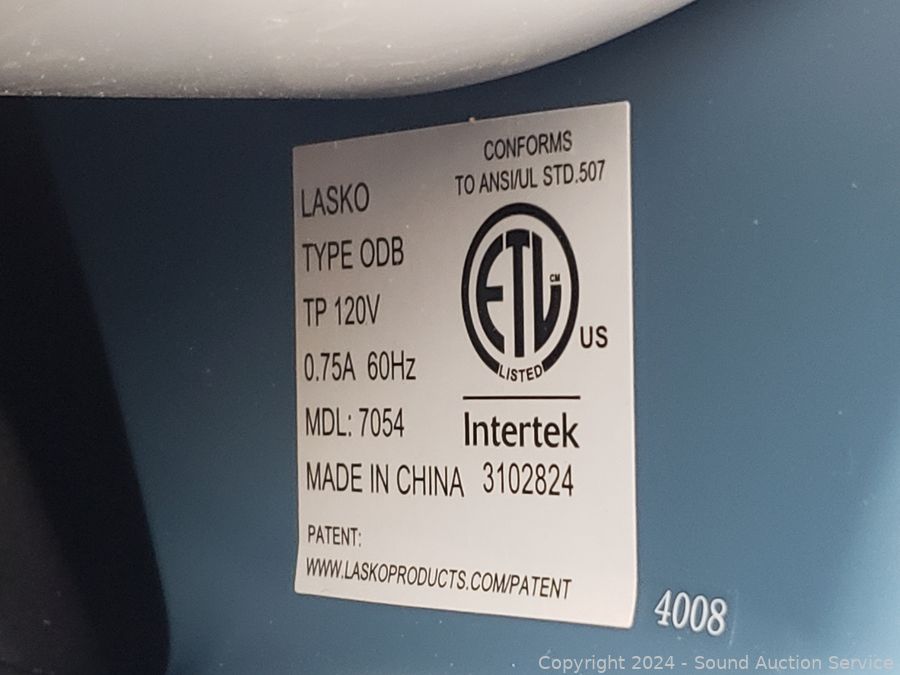 CONFORMS
TO ANSI/UL STD.507
LASKO
TYPE ODB
TP 120V
0.75A 60Hz
MDL: 7054
MADE IN CHINA
PATENT:
WWW.LASKOPRODUCTS.COM/PATENT
ETL CM
LISTED
US
Intertek
3102824
4008
Copyright 2024 - Sound Auction Service